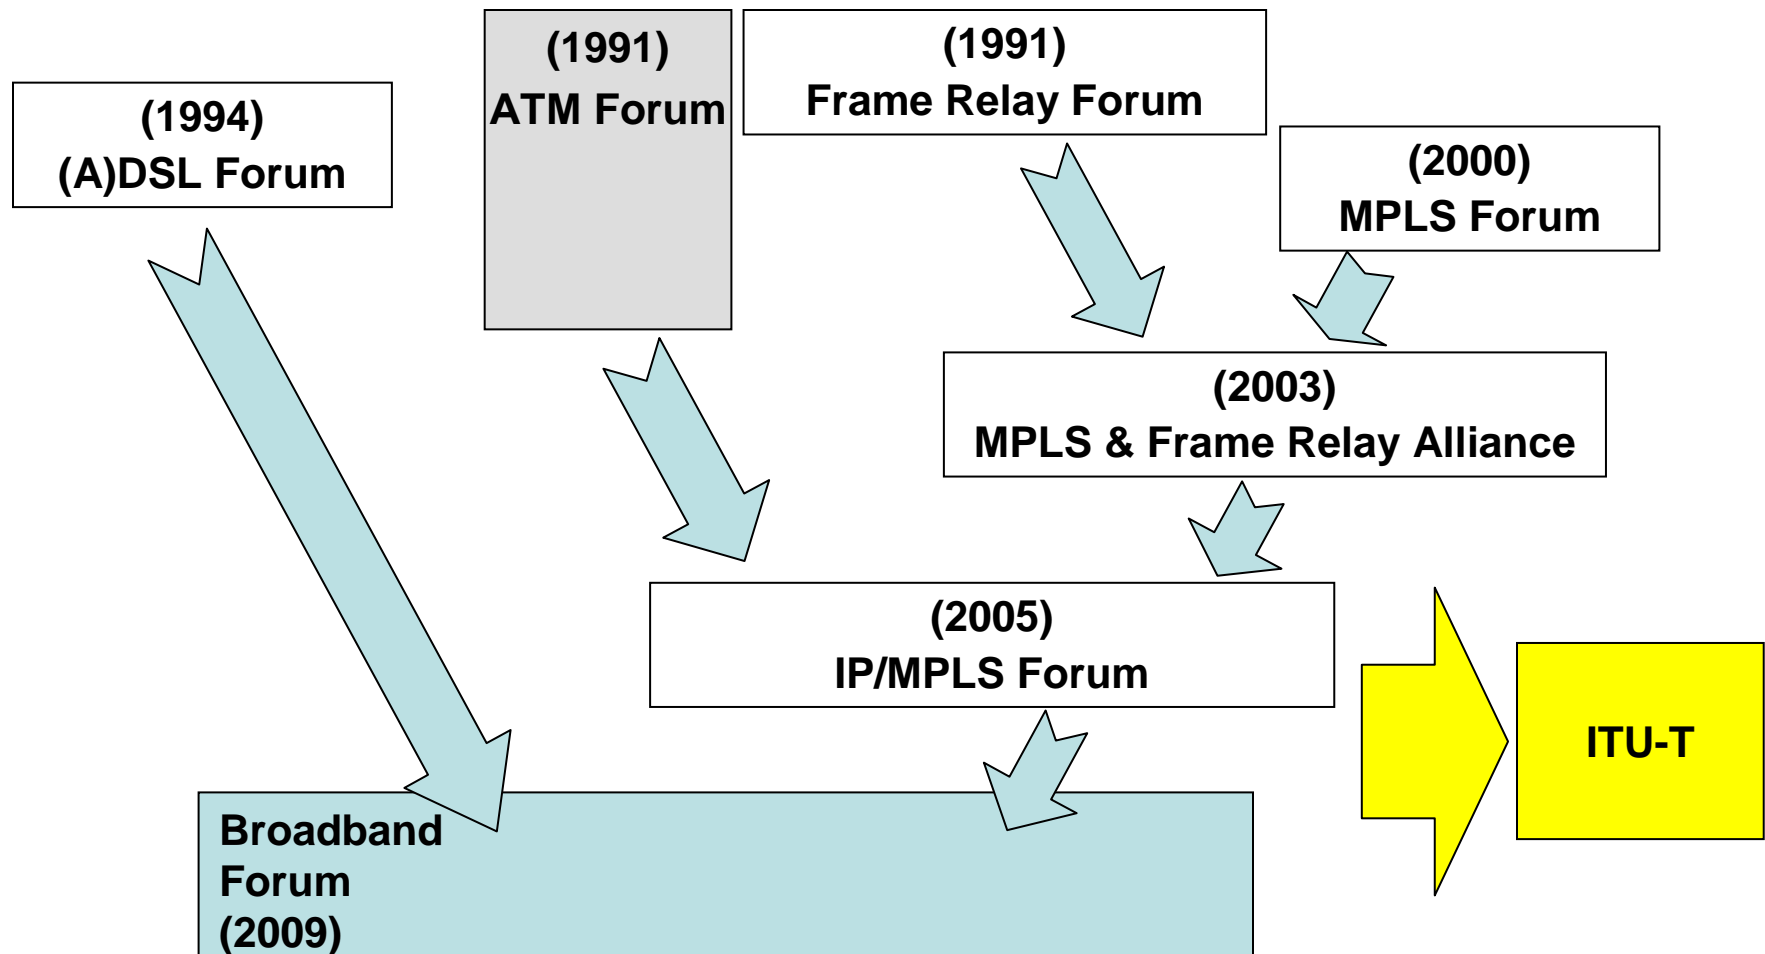 (1991)
ATM Forum
(1991)
Frame Relay Forum
(1994)
(A)DSL Forum
(2000)
MPLS Forum
(2003)
MPLS & Frame Relay Alliance
(2005)
IP/MPLS Forum
ITU-T
Broadband
Forum
(2009)